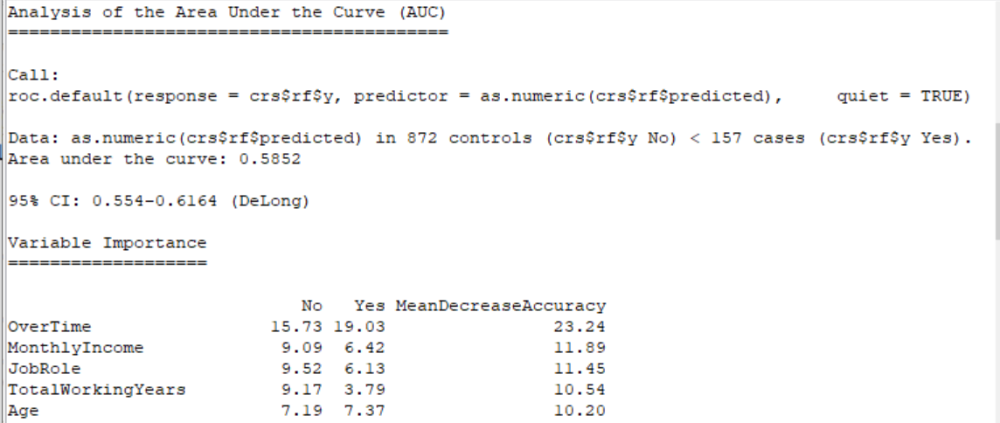 Analysis of the Area Under the Curve (AUC)
==========================================
Call:
roc.default(response = crs$rf$y, predictor = as.numeric(crs$rf$predicted),     quiet = TRUE)
Data: as.numeric(crs$rf$predicted) in 872 controls (crs$rf$y No) < 157 cases (crs$rf$y Yes).
Area under the curve: 0.5852
95% CI: 0.554-0.6164 (DeLong)
Variable Importance
===================
No   Yes MeanDecreaseAccuracy
OverTime                 15.73 19.03                23.24
MonthlyIncome             9.09  6.42                11.89
JobRole                   9.52  6.13                11.45
TotalWorkingYears         9.17  3.79                10.54
Age                       7.19  7.37                10.20